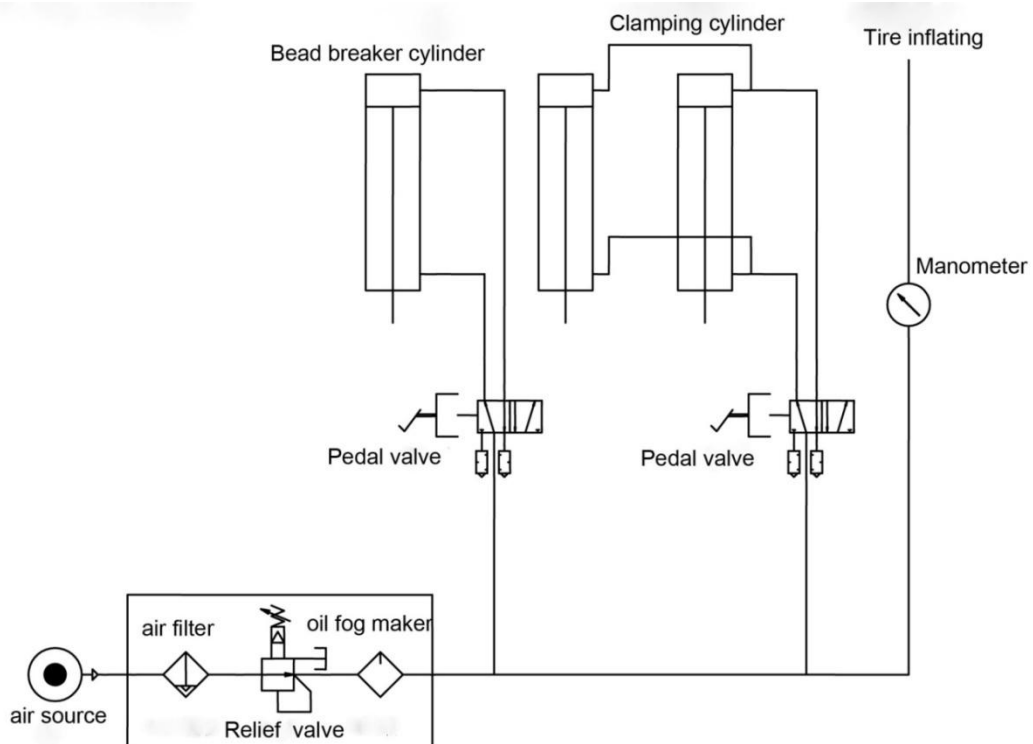 Clamping cylinder
Tire inflating
Bead breaker cylinder
Manometer
Pedal valve
Pedal valve
air filter
oil fog maker
air source
Relief valve